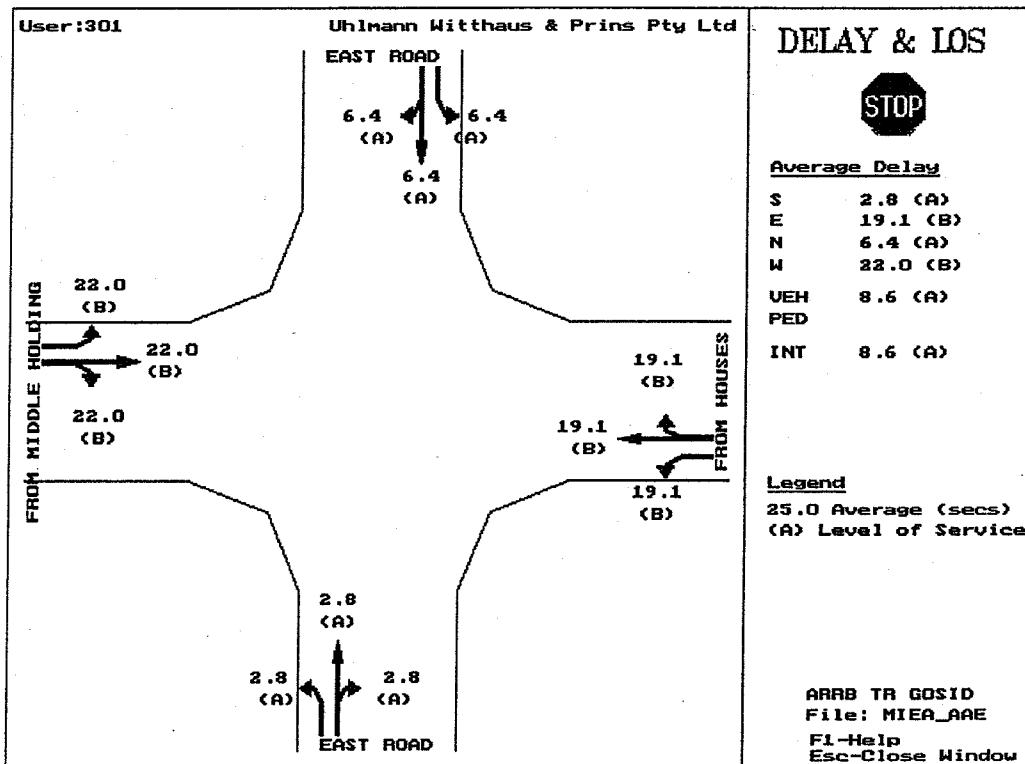 User:301
Uhlmann Witthaus & Prins Pty Ltd
EAST ROAD
6.4
(A)
6.4
(A)
6.4
(A)
FROM MIDDLE HOLDING
22.0
(B)
22.0
(B)
22.0
(B)
FROM HOUSES
19.1
(B)
19.1
(B)
19.1
(B)
2.8
(A)
2.8
(A)
2.8
(A)
EAST ROAD
DELAY & LOS
STOP
Average Delay
S 2.8 (A)
E 19.1 (B)
N 6.4 (A)
W 22.0 (B)
VEH 8.6 (A)
PED
INT 8.6 (A)
Legend
25.0 Average (secs)
(A) Level of Service
ARRB TR GOSID
File: MIEA_AAE
F1-Help
Esc-Close Window